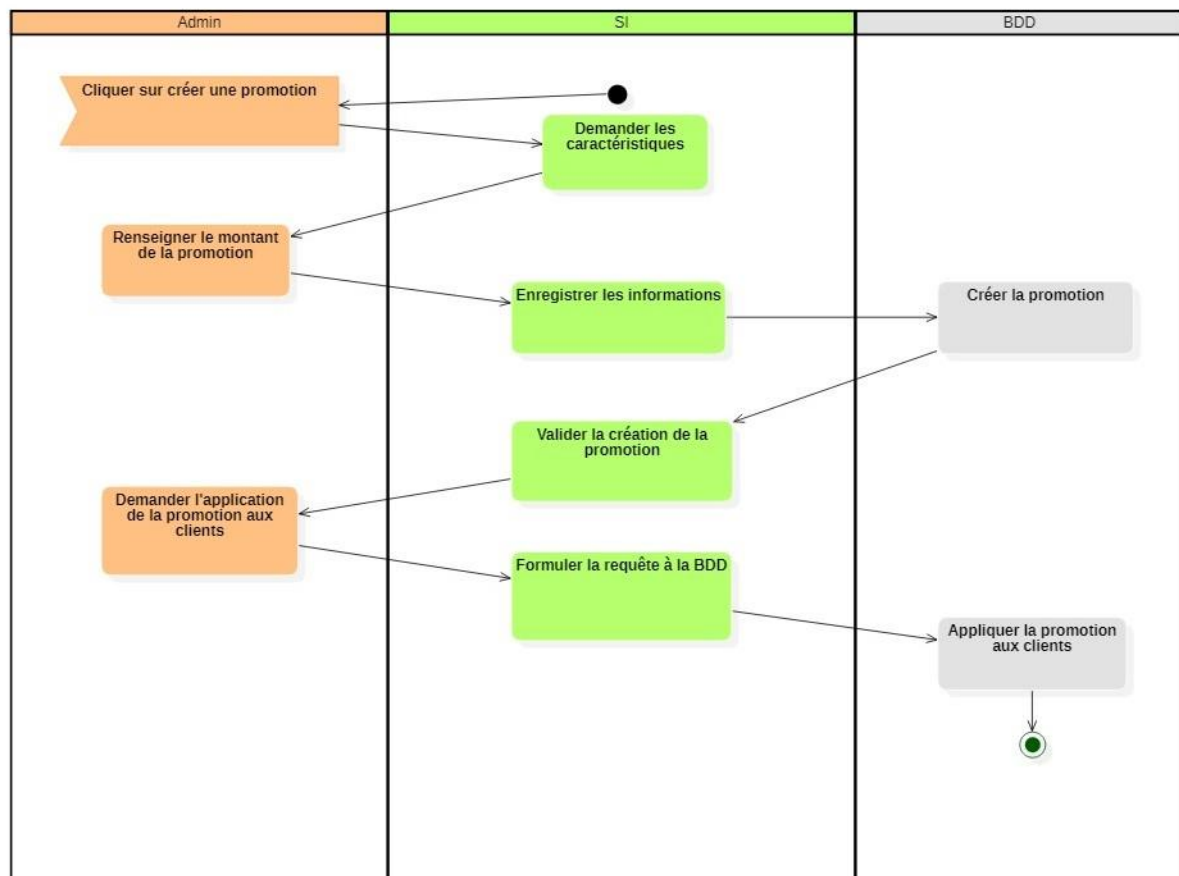 Admin
SI
BDD
Cliquer sur créer une promotion
Demander les
caractéristiques
Renseigner le montant
de la promotion
Enregistrer les informations
Créer la promotion
Valider la création de la
promotion
Demander l'application
de la promotion aux
clients
Formuler la requête à la BDD
Appliquer la promotion
aux clients